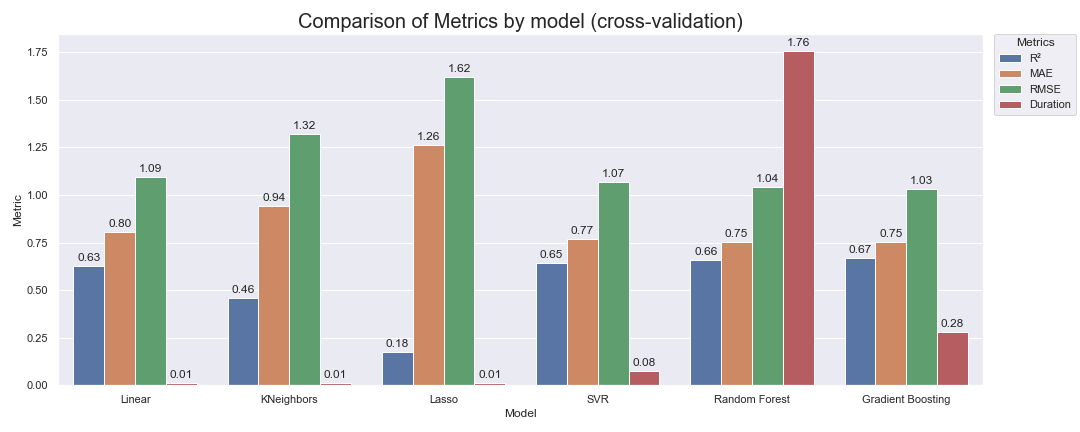 Comparison of Metrics by model (cross-validation)
Metrics
R²
MAE
RMSE
Duration
Metric
1.75
1.50
1.25
1.00
0.75
0.50
0.25
0.00
0.63
0.80
1.09
0.01
0.46
0.94
1.32
0.01
0.18
1.26
1.62
0.01
0.65
0.77
1.07
0.08
0.66
0.75
1.04
1.76
0.67
0.75
1.03
0.28
Linear
KNeighbors
Lasso
SVR
Random Forest
Gradient Boosting
Model